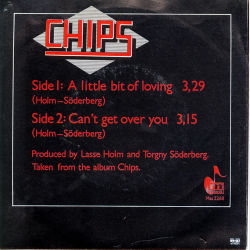 CHIPS
Side 1: A little bit of loving 3,29
(Holm–Söderberg)
Side 2: Can't get over you 3,15
(Holm–Söderberg)
Produced by Lasse Holm and Torgny Söderberg.
Taken from the album Chips.